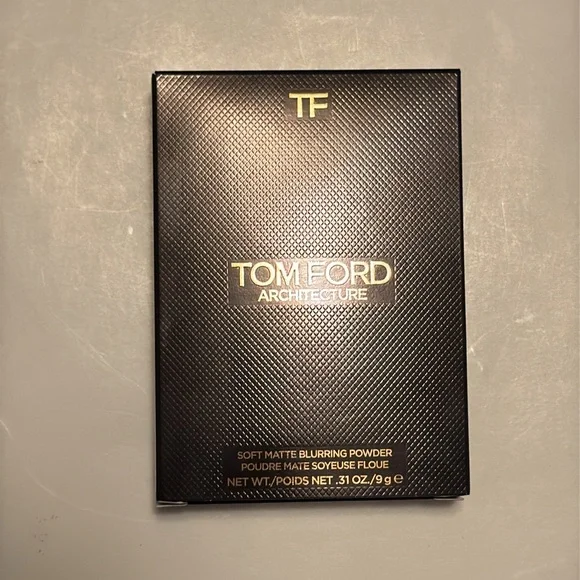 TF
TOM FORD
ARCHITECTURE
SOFT MATTE BLURRING POWDER
POUDRE MATE SOYEUSE FLOUE
NET WT./POIDS NET .31 OZ./9 g ℮